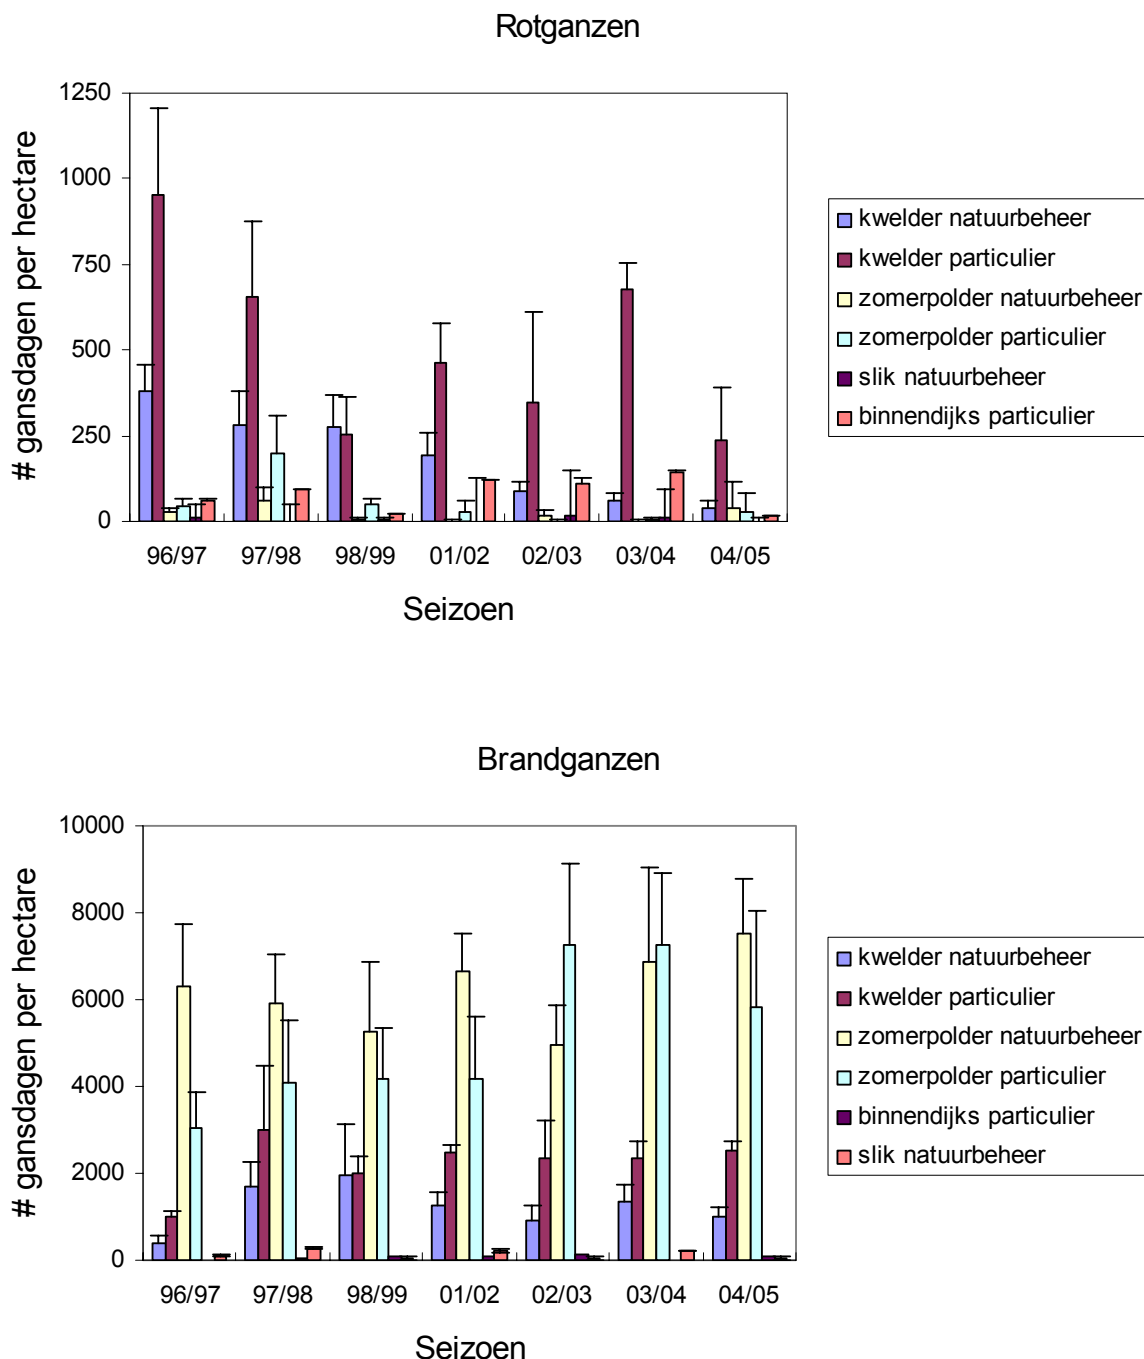 Rotganzen
# gansdagen per hectare
1250
1000
750
500
250
0
96/97 97/98 98/99 01/02 02/03 03/04 04/05
Seizoen
kwelder natuurbeheer
kwelder particulier
zomerpolder natuurbeheer
zomerpolder particulier
slik natuurbeheer
binnendijks particulier
Brandganzen
# gansdagen per hectare
10000
8000
6000
4000
2000
0
96/97 97/98 98/99 01/02 02/03 03/04 04/05
Seizoen
kwelder natuurbeheer
kwelder particulier
zomerpolder natuurbeheer
zomerpolder particulier
binnendijks particulier
slik natuurbeheer